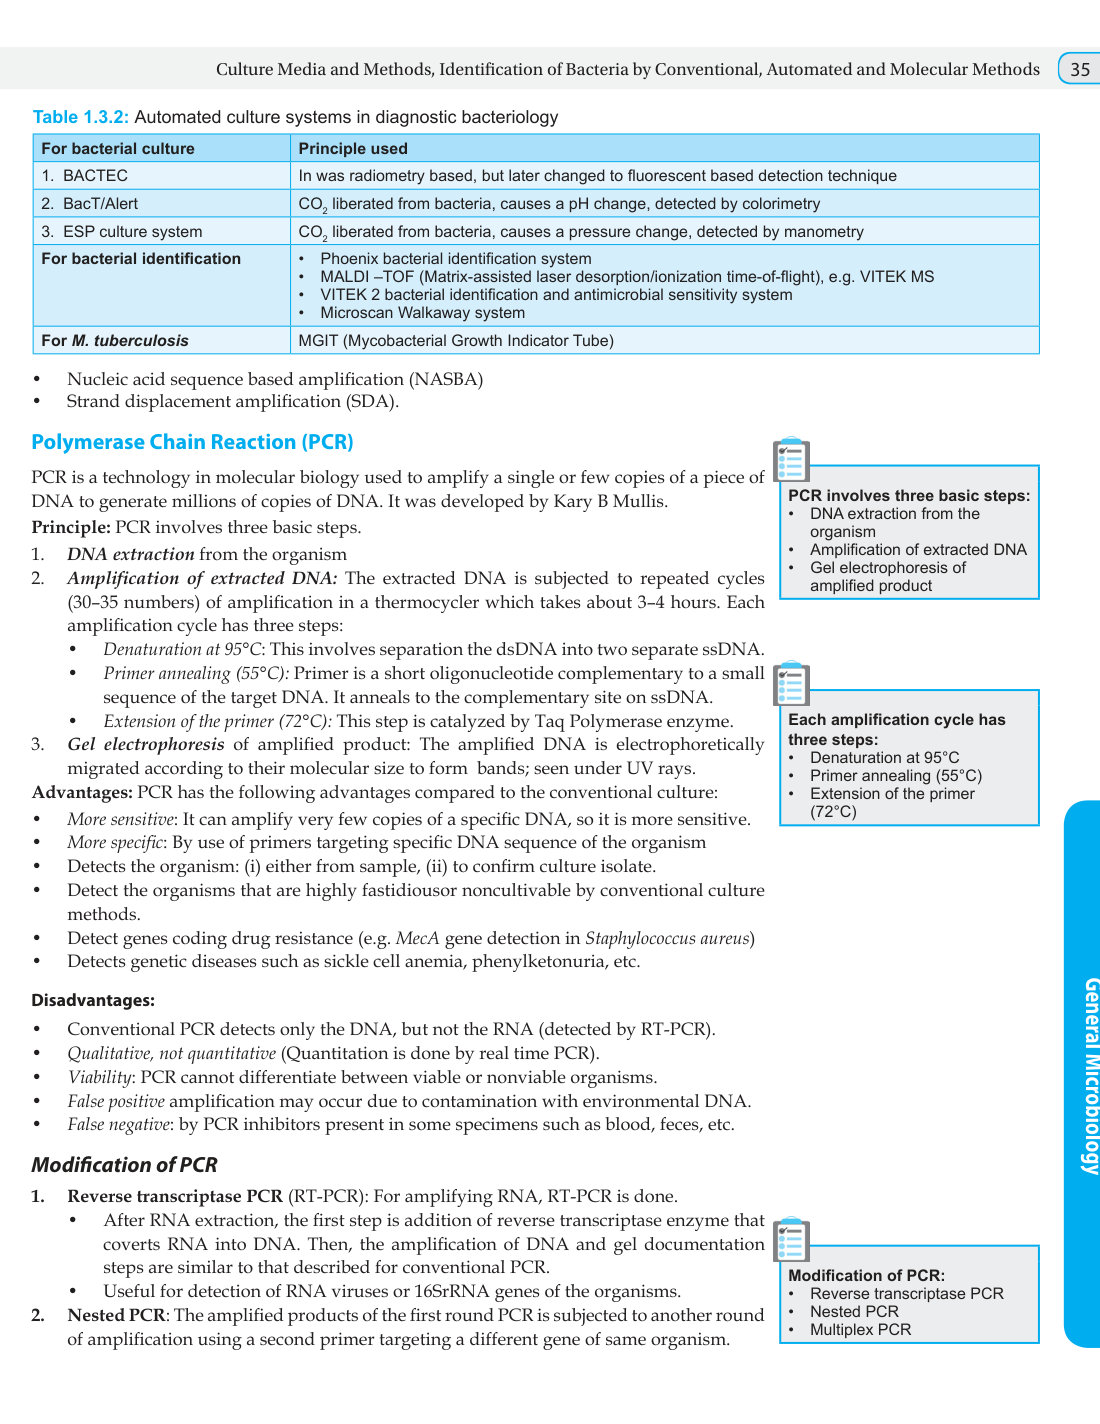 Culture Media and Methods, Identification of Bacteria by Conventional, Automated and Molecular Methods 35
Table 1.3.2: Automated culture systems in diagnostic bacteriology
For bacterial culture Principle used
1. BACTEC In was radiometry based, but later changed to fluorescent based detection technique
2. BacT/Alert CO2 liberated from bacteria, causes a pH change, detected by colorimetry
3. ESP culture system CO2 liberated from bacteria, causes a pressure change, detected by manometry
For bacterial identification • Phoenix bacterial identification system
• MALDI –TOF (Matrix-assisted laser desorption/ionization time-of-flight), e.g. VITEK MS
• VITEK 2 bacterial identification and antimicrobial sensitivity system
• Microscan Walkaway system
For M. tuberculosis MGIT (Mycobacterial Growth Indicator Tube)
• Nucleic acid sequence based amplification (NASBA)
• Strand displacement amplification (SDA).
Polymerase Chain Reaction (PCR)
PCR is a technology in molecular biology used to amplify a single or few copies of a piece of
DNA to generate millions of copies of DNA. It was developed by Kary B Mullis.
Principle: PCR involves three basic steps.
1. DNA extraction from the organism
2. Amplification of extracted DNA: The extracted DNA is subjected to repeated cycles
(30–35 numbers) of amplification in a thermocycler which takes about 3–4 hours. Each
amplification cycle has three steps:
• Denaturation at 95°C: This involves separation the dsDNA into two separate ssDNA.
• Primer annealing (55°C): Primer is a short oligonucleotide complementary to a small
sequence of the target DNA. It anneals to the complementary site on ssDNA.
• Extension of the primer (72°C): This step is catalyzed by Taq Polymerase enzyme.
3. Gel electrophoresis of amplified product: The amplified DNA is electrophoretically
migrated according to their molecular size to form bands; seen under UV rays.
Advantages: PCR has the following advantages compared to the conventional culture:
• More sensitive: It can amplify very few copies of a specific DNA, so it is more sensitive.
• More specific: By use of primers targeting specific DNA sequence of the organism
• Detects the organism: (i) either from sample, (ii) to confirm culture isolate.
• Detect the organisms that are highly fastidiousor noncultivable by conventional culture
methods.
• Detect genes coding drug resistance (e.g. MecA gene detection in Staphylococcus aureus)
• Detects genetic diseases such as sickle cell anemia, phenylketonuria, etc.
Disadvantages:
• Conventional PCR detects only the DNA, but not the RNA (detected by RT-PCR).
• Qualitative, not quantitative (Quantitation is done by real time PCR).
• Viability: PCR cannot differentiate between viable or nonviable organisms.
• False positive amplification may occur due to contamination with environmental DNA.
• False negative: by PCR inhibitors present in some specimens such as blood, feces, etc.
Modification of PCR
1. Reverse transcriptase PCR (RT-PCR): For amplifying RNA, RT-PCR is done.
• After RNA extraction, the first step is addition of reverse transcriptase enzyme that
coverts RNA into DNA. Then, the amplification of DNA and gel documentation
steps are similar to that described for conventional PCR.
• Useful for detection of RNA viruses or 16SrRNA genes of the organisms.
2. Nested PCR: The amplified products of the first round PCR is subjected to another round
of amplification using a second primer targeting a different gene of same organism.
PCR involves three basic steps:
• DNA extraction from the
organism
• Amplification of extracted DNA
• Gel electrophoresis of
amplified product
Each amplification cycle has
three steps:
• Denaturation at 95°C
• Primer annealing (55°C)
• Extension of the primer
(72°C)
Modification of PCR:
• Reverse transcriptase PCR
• Nested PCR
• Multiplex PCR
General Microbiology